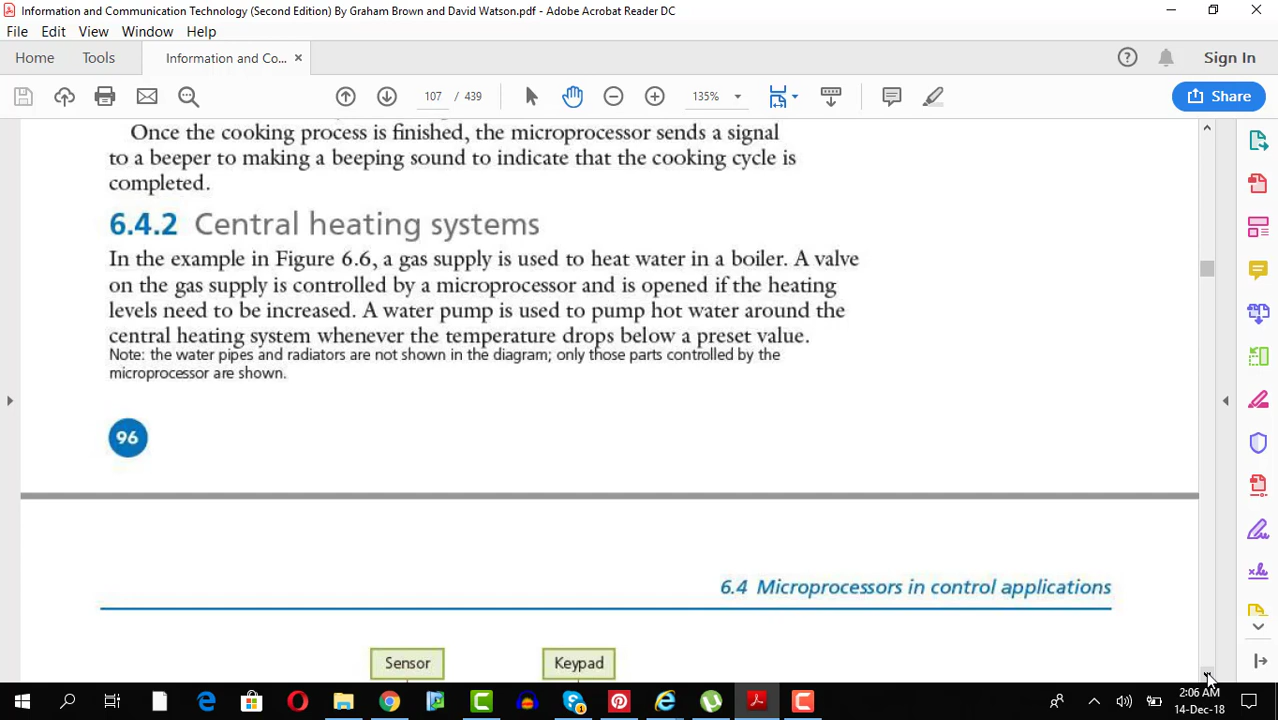 Information and Communication Technology (Second Edition) By Graham Brown and David Watson.pdf - Adobe Acrobat Reader DC
File Edit View Window Help
Home Tools Information and Co... × Sign In
107 / 439 135% Share
Once the cooking process is finished, the microprocessor sends a signal
to a beeper to making a beeping sound to indicate that the cooking cycle is
completed.
6.4.2 Central heating systems
In the example in Figure 6.6, a gas supply is used to heat water in a boiler. A valve
on the gas supply is controlled by a microprocessor and is opened if the heating
levels need to be increased. A water pump is used to pump hot water around the
central heating system whenever the temperature drops below a preset value.
Note: the water pipes and radiators are not shown in the diagram; only those parts controlled by the
microprocessor are shown.
96
6.4 Microprocessors in control applications
Sensor Keypad
2:06 AM
14-Dec-18